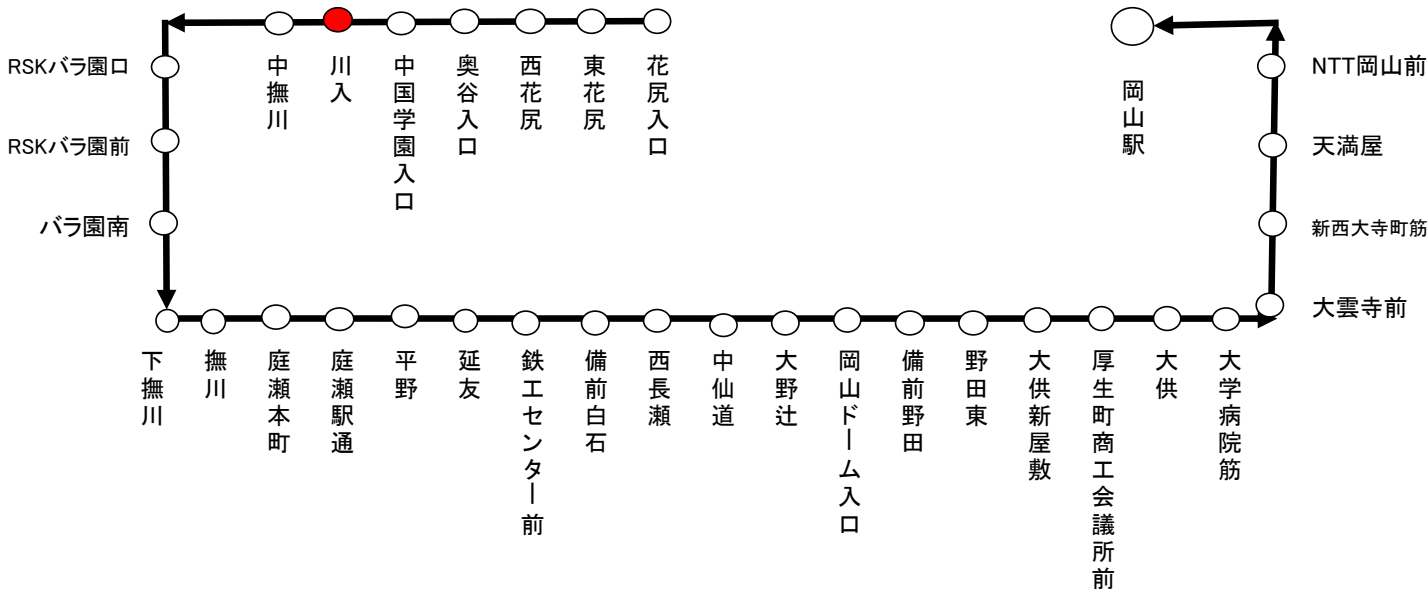 RSKバラ園口
RSKバラ園前
バラ園南
中撫川
川入
中国学園入口
奥谷入口
西花尻
東花尻
花尻入口
岡山駅
NTT岡山前
天満屋
新西大寺町筋
大雲寺前
下撫川
撫川
庭瀬本町
庭瀬駅通
平野
延友
鉄工センター前
備前白石
西長瀬
中仙道
大野辻
岡山ドーム入口
備前野田
野田東
大供新屋敷
厚生町商工会議所前
大供
大学病院筋